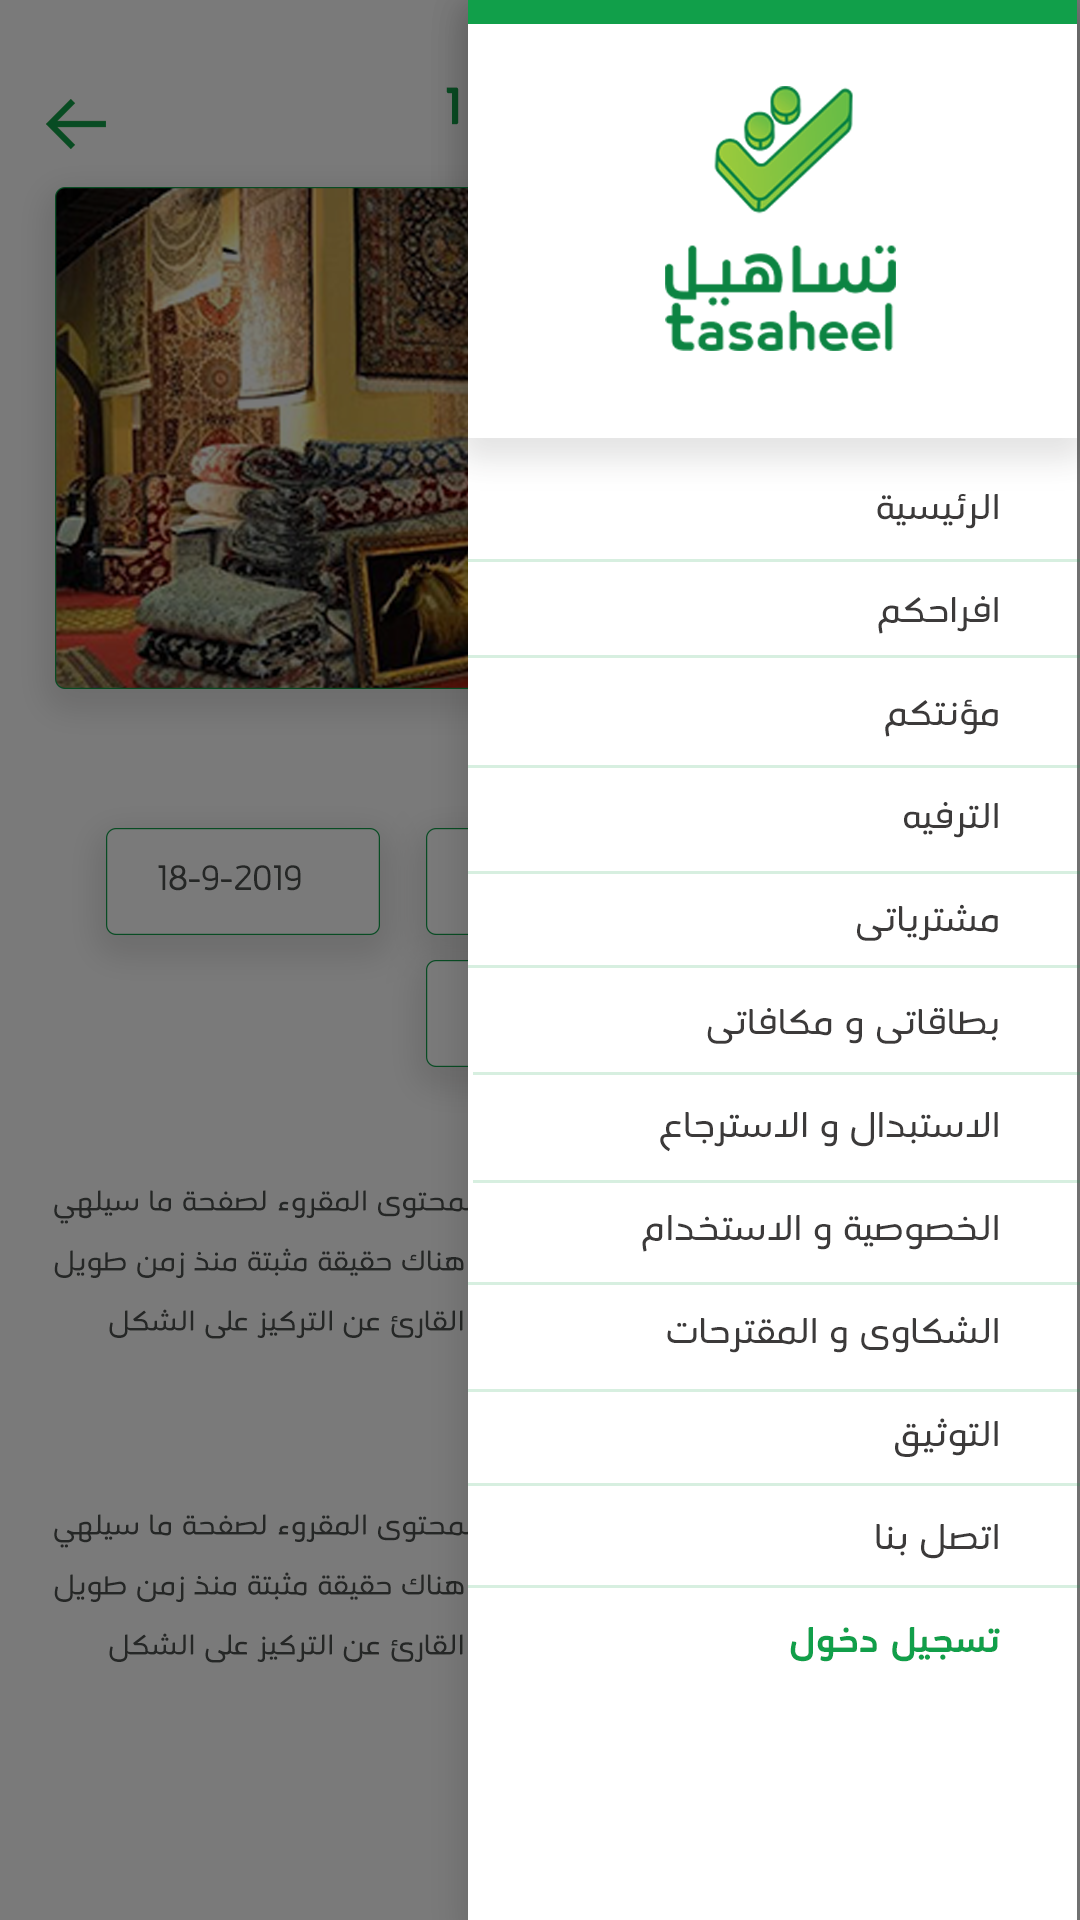 1
تساهيل
tasaheel
الرئيسية
افراحكم
مؤنتكم
الترفيه
مشترياتى
بطاقاتى و مكافاتى
الاستبدال و الاسترجاع
الخصوصية و الاستخدام
الشكاوى و المقترحات
التوثيق
اتصل بنا
تسجيل دخول
18-9-2019
المقروء لصفحة ما سيلهي
هناك حقيقة مثبتة منذ زمن طويل
القارئ عن التركيز على الشكل
المقروء لصفحة ما سيلهي
هناك حقيقة مثبتة منذ زمن طويل
القارئ عن التركيز على الشكل